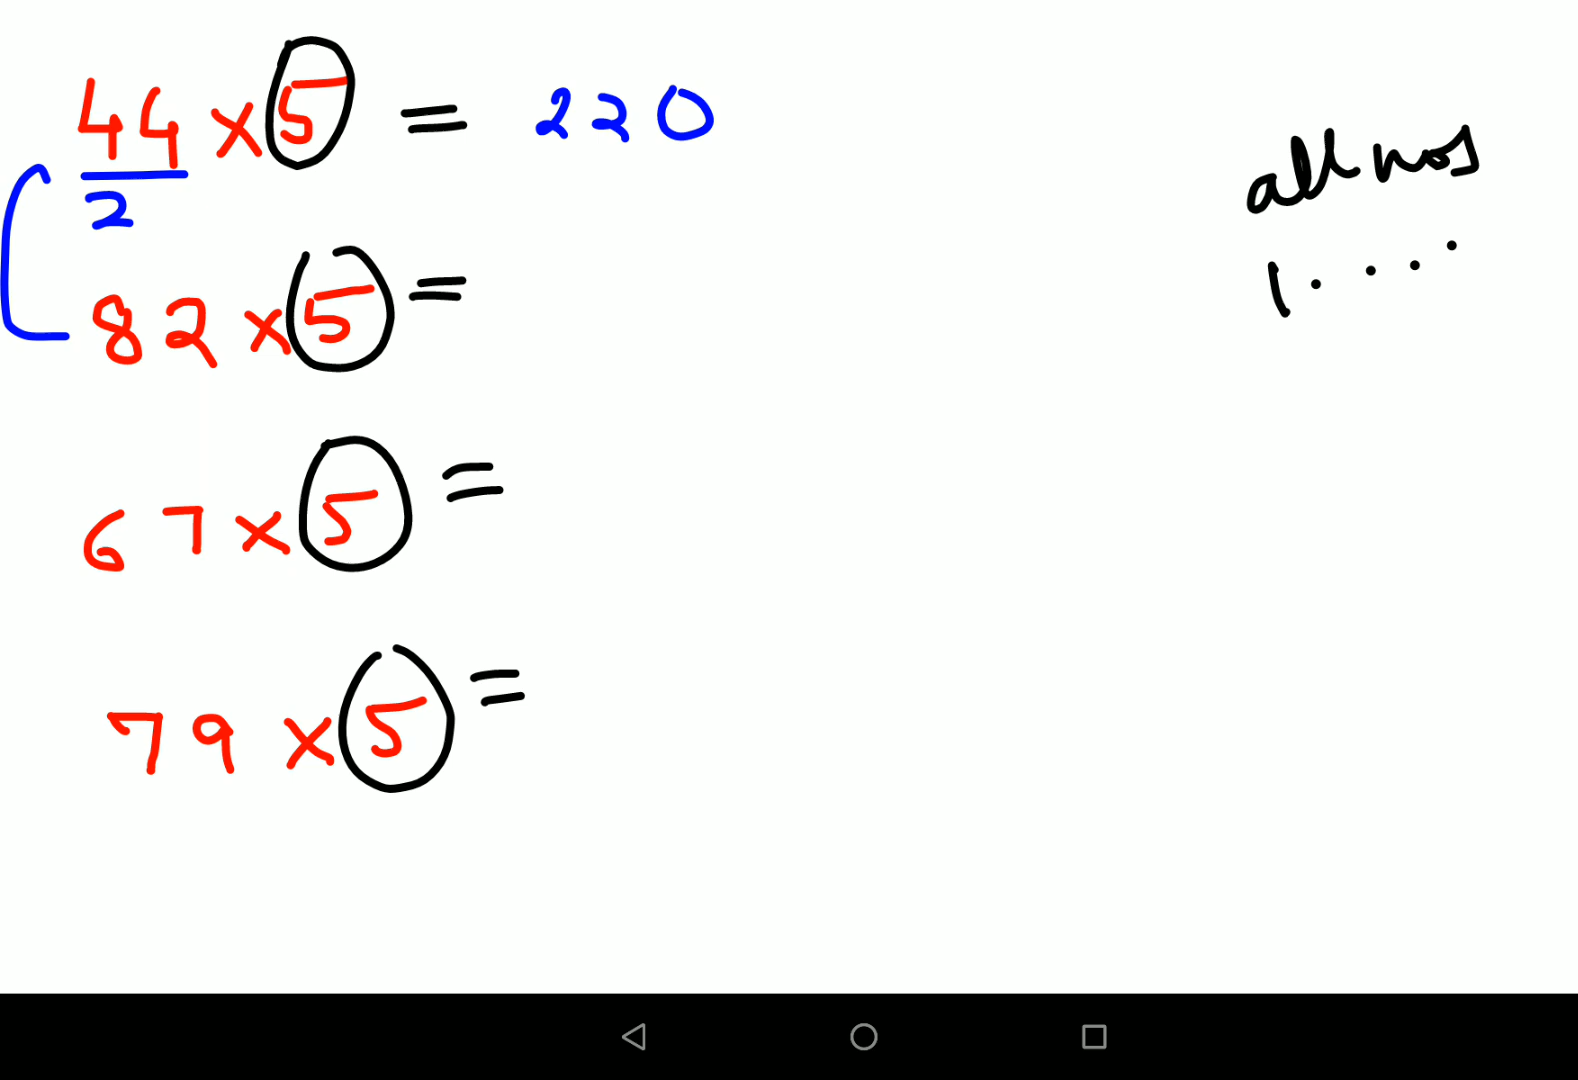 44 × 5 = 220
2
82 × 5 =
67 × 5 =
79 × 5 =
all nos
1 . . . .